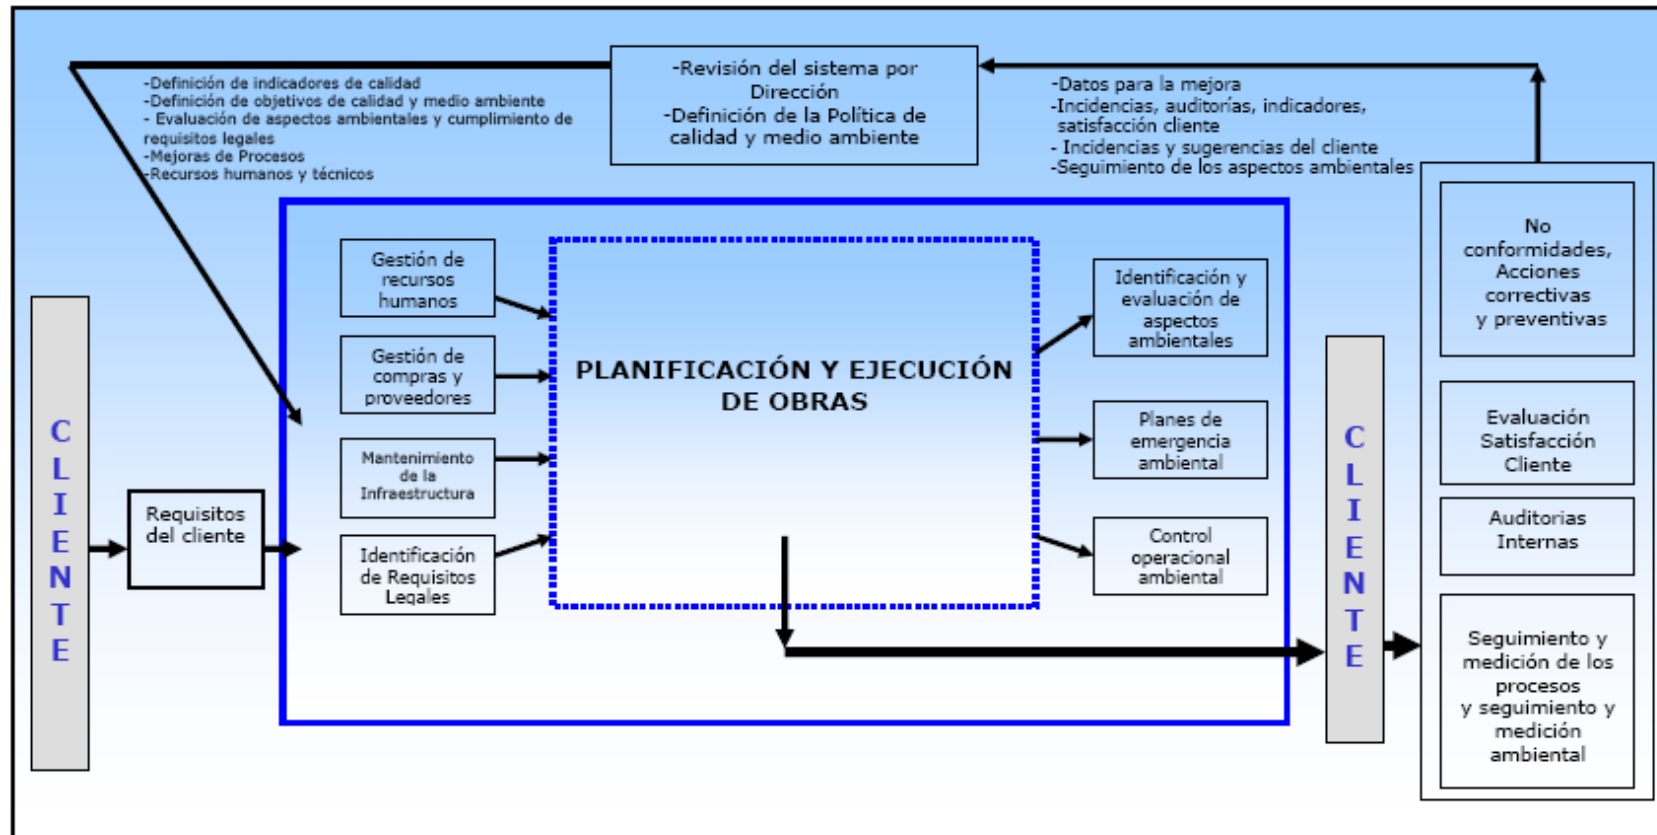 -Revisión del sistema por
Dirección
-Definición de la Política de
calidad y medio ambiente
-Definición de indicadores de calidad
-Definición de objetivos de calidad y medio ambiente
- Evaluación de aspectos ambientales y cumplimiento de
requisitos legales
-Mejoras de Procesos
-Recursos humanos y técnicos
-Datos para la mejora
-Incidencias, auditorías, indicadores,
satisfacción cliente
- Incidencias y sugerencias del cliente
-Seguimiento de los aspectos ambientales
CLIENTE
Requisitos
del cliente
Gestión de
recursos
humanos
Gestión de
compras y
proveedores
Mantenimiento
de la
Infraestructura
Identificación
de Requisitos
Legales
PLANIFICACIÓN Y EJECUCIÓN
DE OBRAS
Identificación y
evaluación de
aspectos
ambientales
Planes de
emergencia
ambiental
Control
operacional
ambiental
CLIENTE
No
conformidades,
Acciones
correctivas
y preventivas
Evaluación
Satisfacción
Cliente
Auditorias
Internas
Seguimiento y
medición de los
procesos
y seguimiento y
medición
ambiental